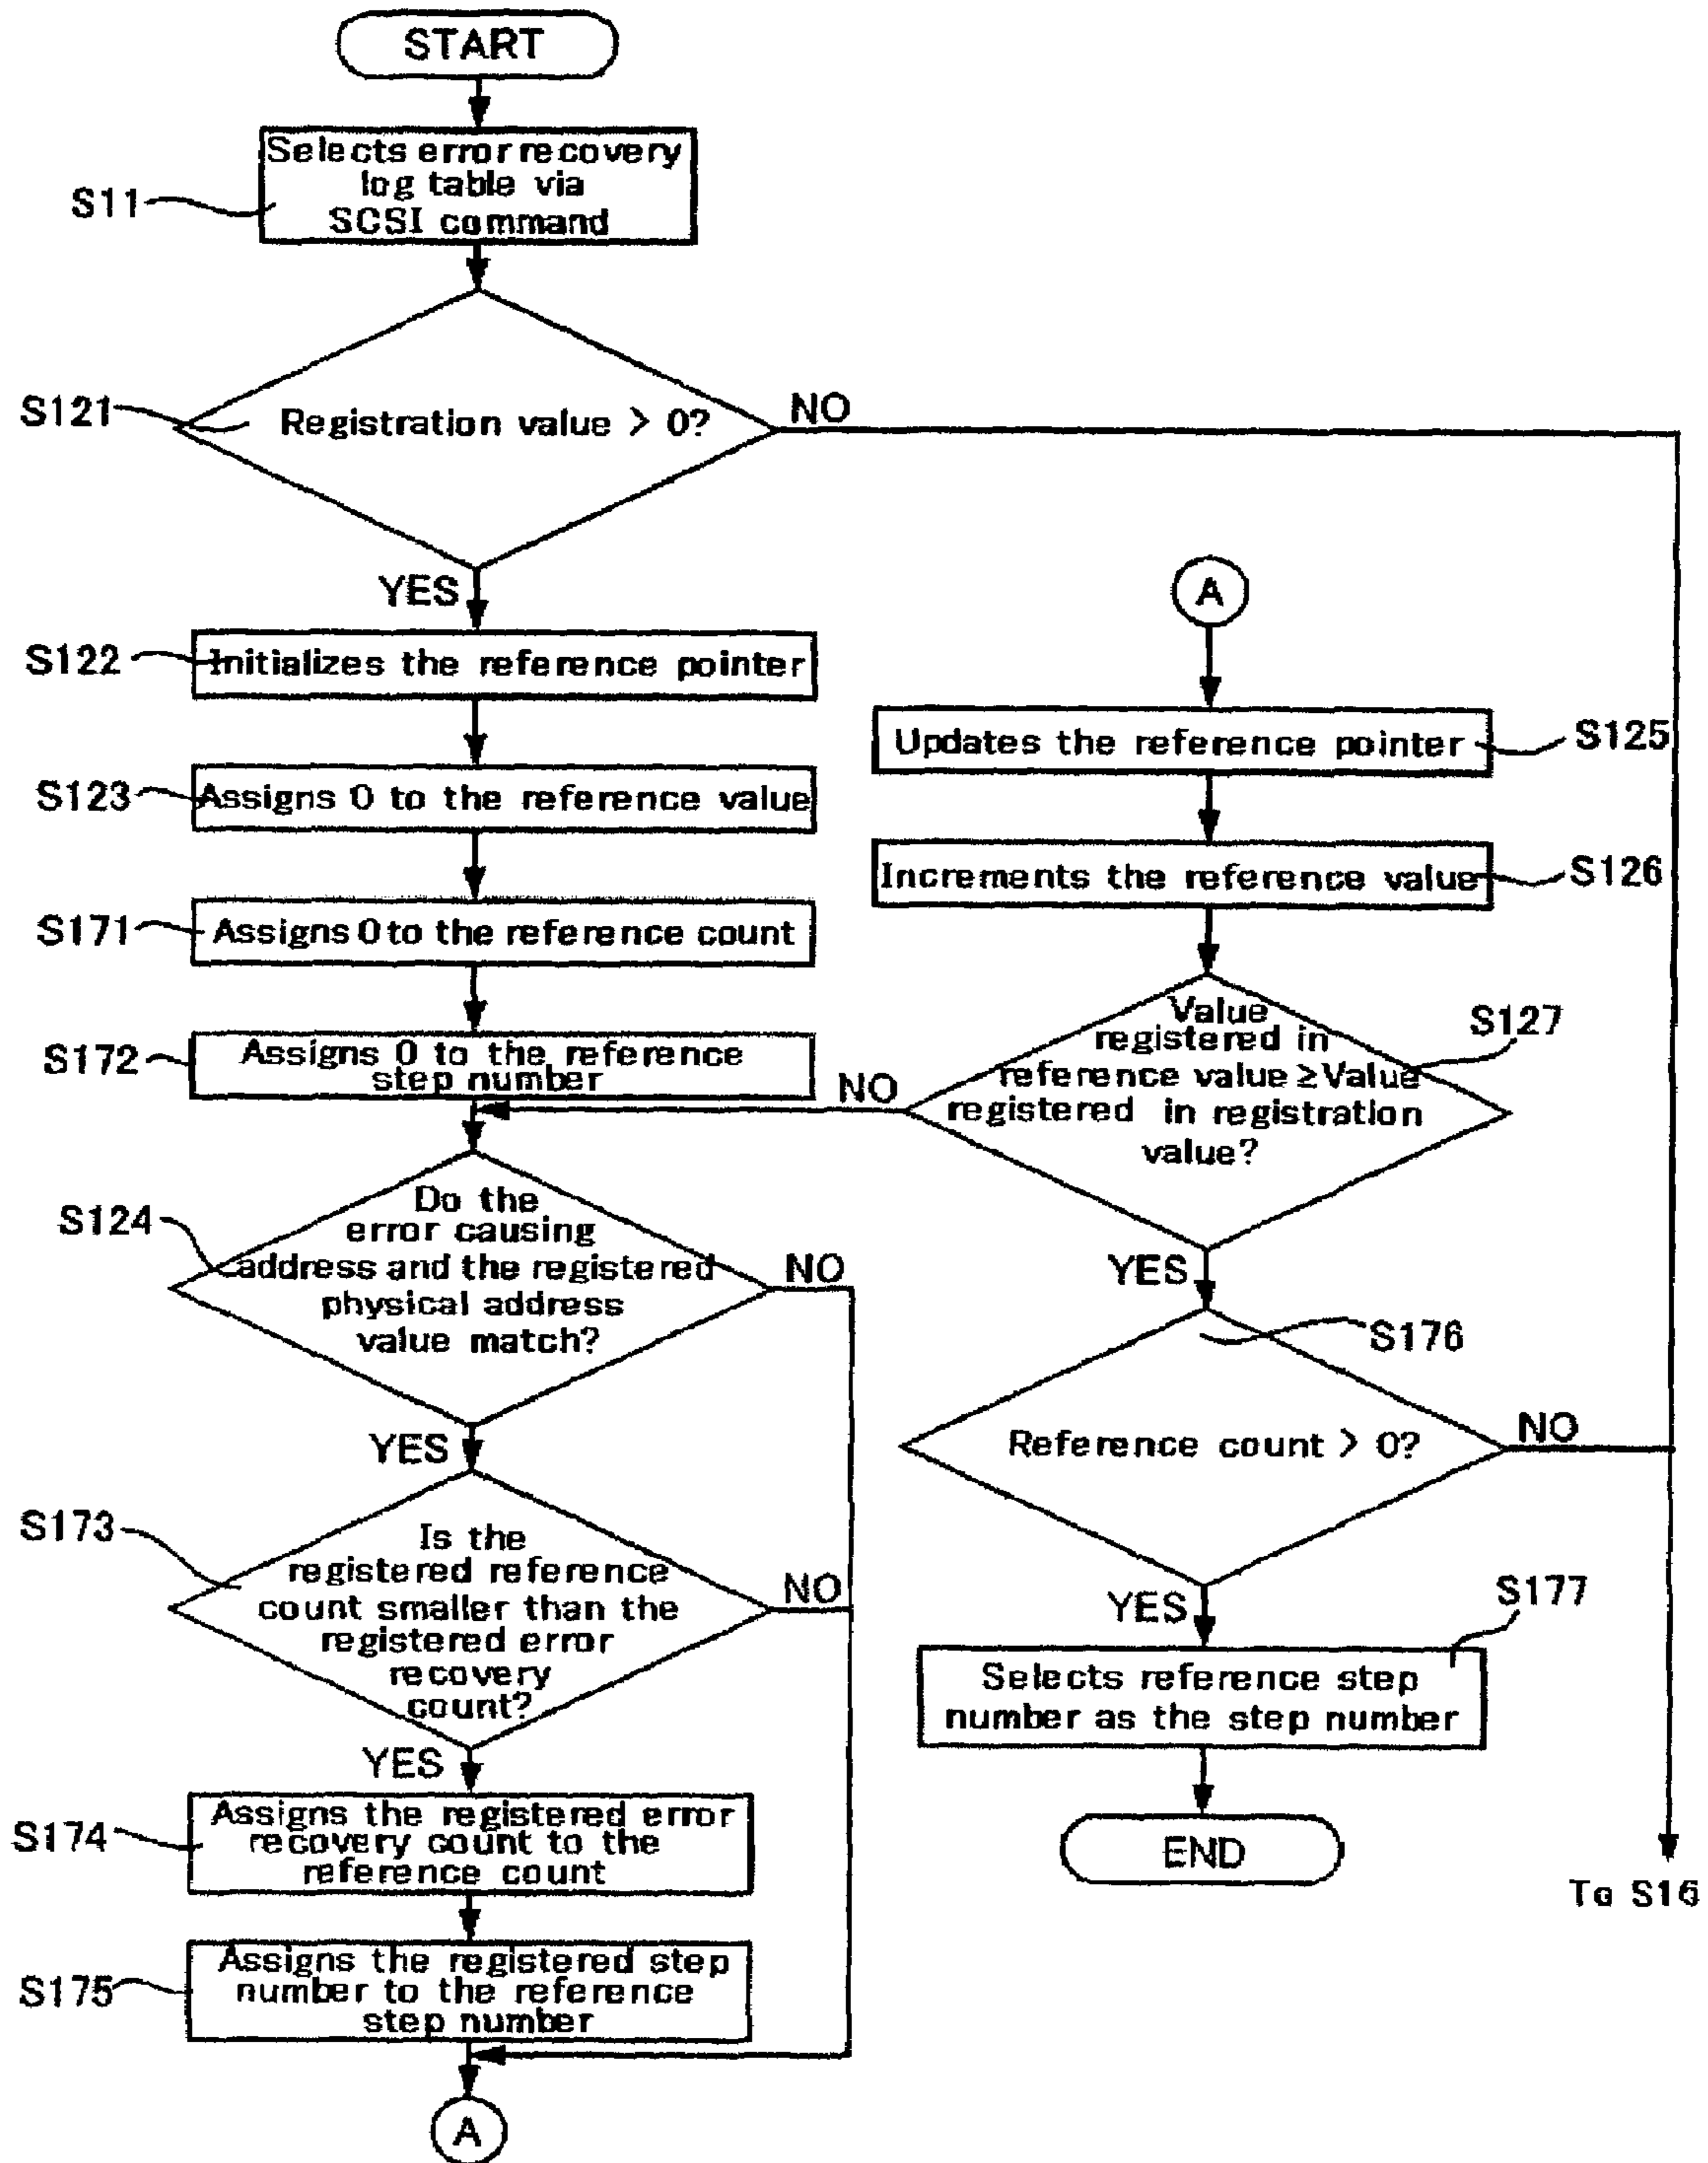 START
S11
Selects error recovery
log table via
SCSI command
S121
Registration value > 0?
NO
YES
S122
Initializes the reference pointer
S123
Assigns 0 to the reference value
S171
Assigns 0 to the reference count
S172
Assigns 0 to the reference
step number
S124
Do the
error causing
address and the registered
physical address
value match?
NO
YES
S173
Is the
registered reference
count smaller than the
registered error
recovery
count?
NO
YES
S174
Assigns the registered error
recovery count to the
reference count
S175
Assigns the registered step
number to the reference
step number
A
A
Updates the reference pointer
S125
Increments the reference value
S126
Value
registered in
reference value ≥ Value
registered in registration
value?
S127
NO
YES
S176
Reference count > 0?
NO
YES
S177
Selects reference step
number as the step number
END
To S16